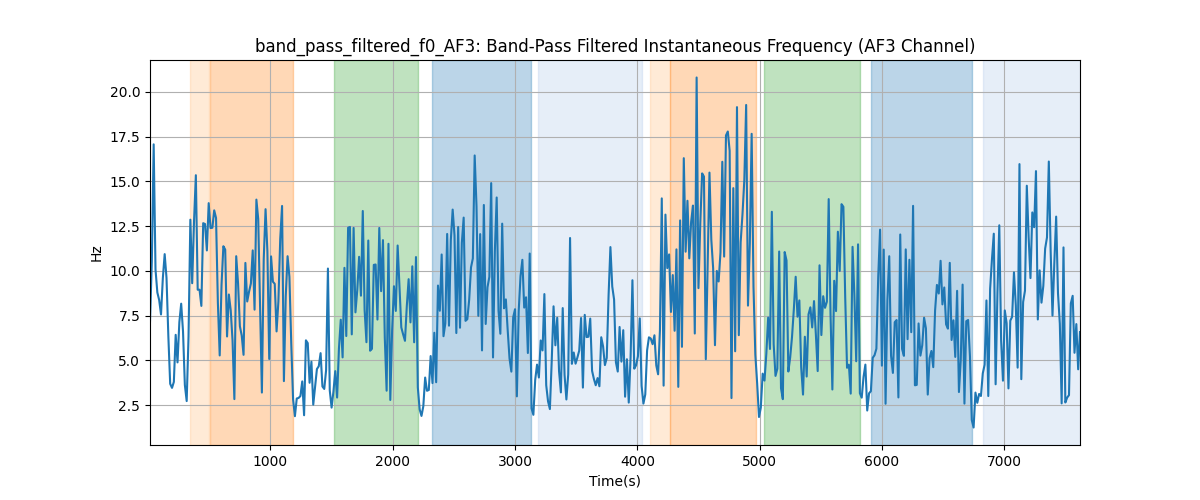 band_pass_filtered_f0_AF3: Band-Pass Filtered Instantaneous Frequency (AF3 Channel)
20.0
17.5
15.0
12.5
10.0
7.5
5.0
2.5
Hz
1000 2000 3000 4000 5000 6000 7000
Time(s)